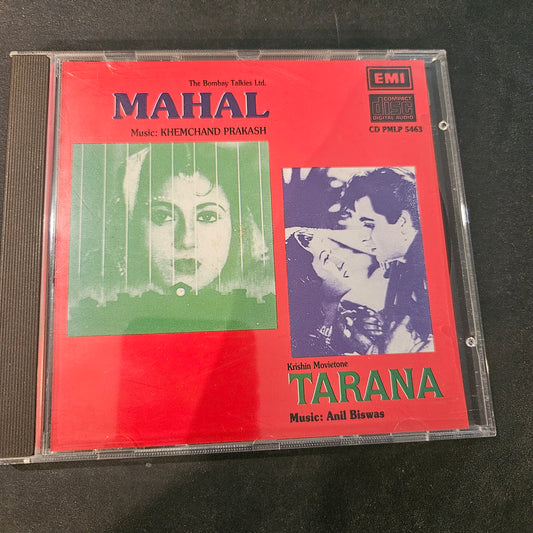 The Bombay Talkies Ltd.
MAHAL
Music: KHEMCHAND PRAKASH
EMI
COMPACT
disc
DIGITAL AUDIO
CD PMLP 5463
Krishin Movietone
TARANA
Music: Anil Biswas